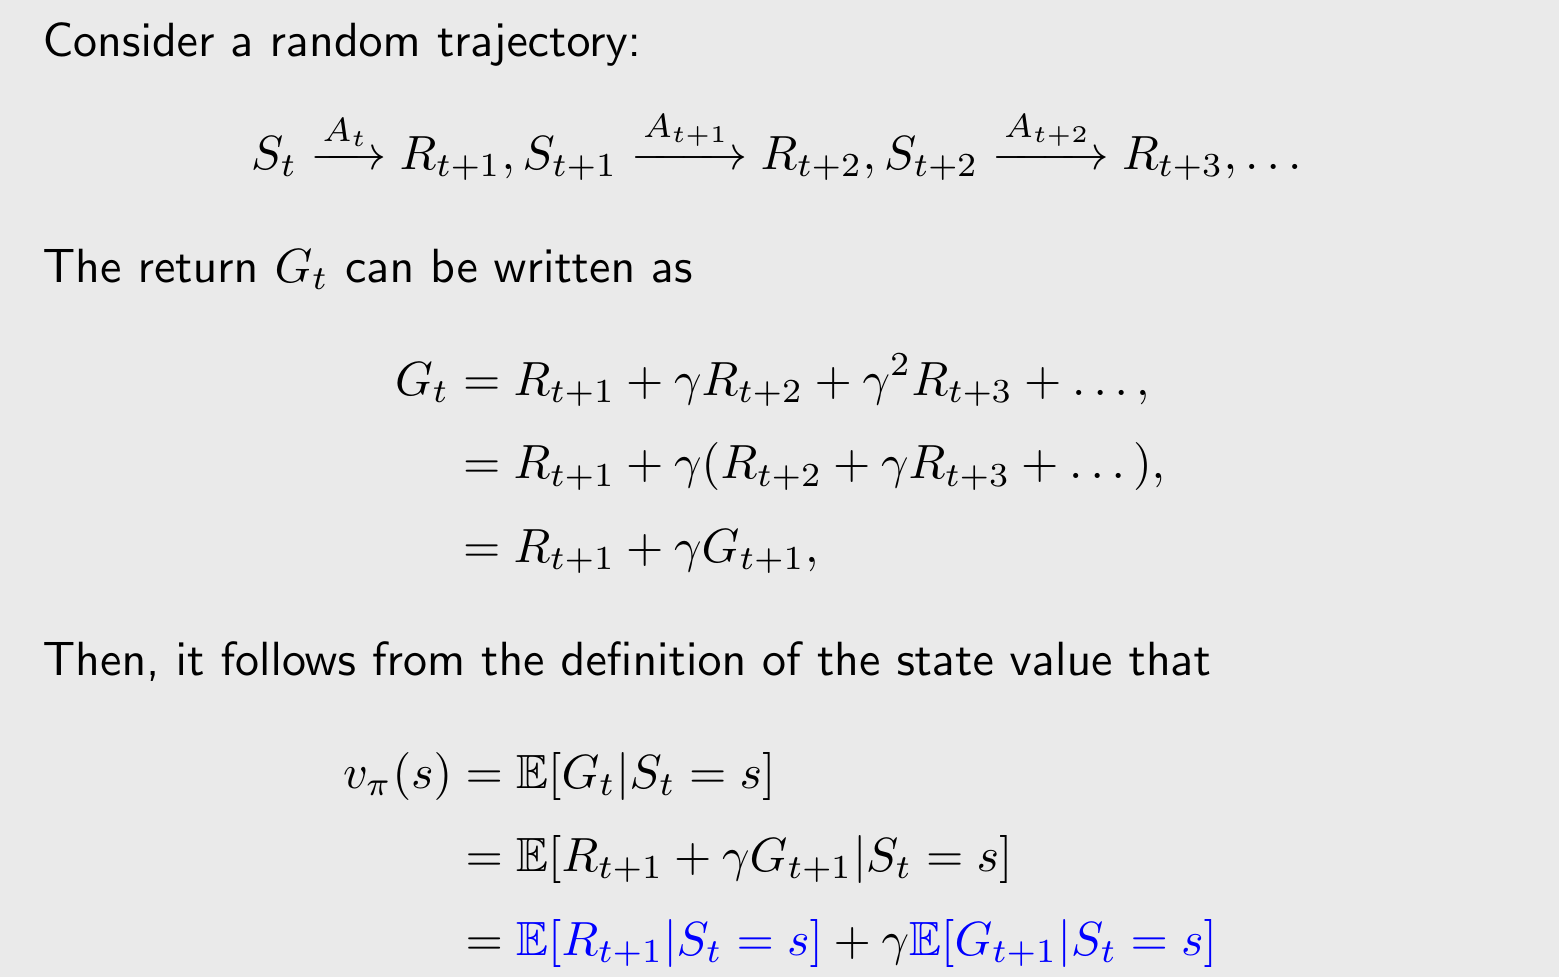 Consider a random trajectory:
S_t \xrightarrow{A_t} R_{t+1}, S_{t+1} \xrightarrow{A_{t+1}} R_{t+2}, S_{t+2} \xrightarrow{A_{t+2}} R_{t+3}, \dots
The return G_t can be written as
G_t = R_{t+1} + \gamma R_{t+2} + \gamma^2 R_{t+3} + \dots,
= R_{t+1} + \gamma(R_{t+2} + \gamma R_{t+3} + \dots),
= R_{t+1} + \gamma G_{t+1},
Then, it follows from the definition of the state value that
v_\pi(s) = \mathbb{E}[G_t|S_t = s]
= \mathbb{E}[R_{t+1} + \gamma G_{t+1}|S_t = s]
= \mathbb{E}[R_{t+1}|S_t = s] + \gamma \mathbb{E}[G_{t+1}|S_t = s]